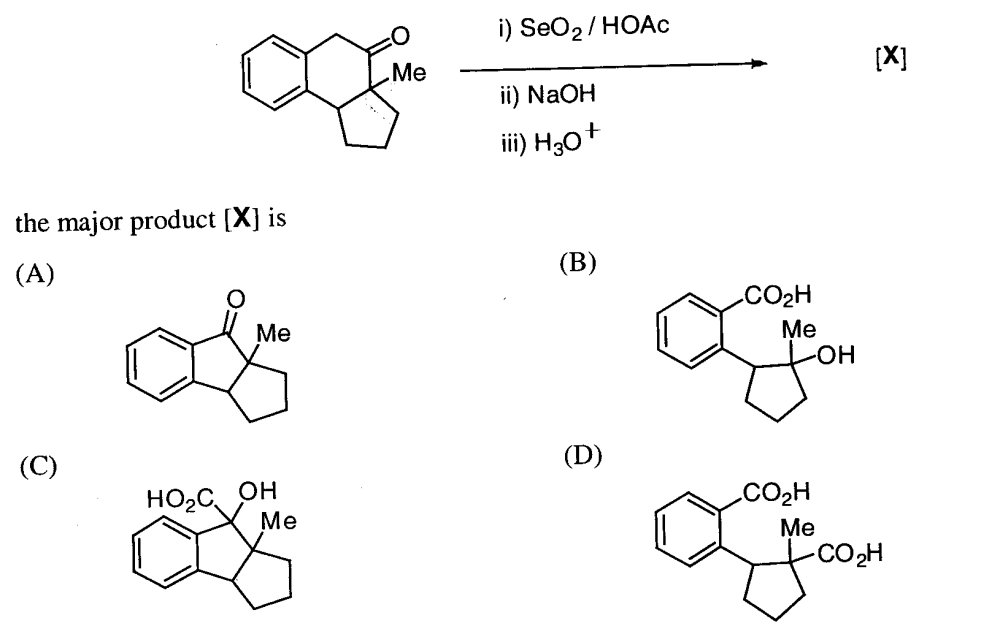 O
Me
i) SeO2 / HOAc
ii) NaOH
iii) H3O+
[X]
the major product [X] is
(A)
O
Me
(B)
CO2H
Me
OH
(C)
HO2C OH
Me
(D)
CO2H
Me
CO2H